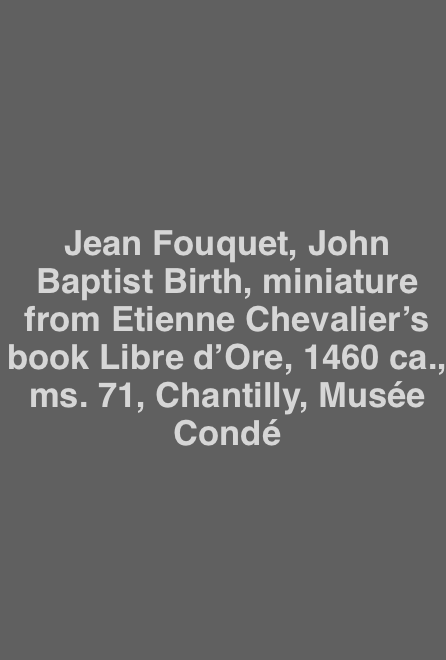 Jean Fouquet, John
Baptist Birth, miniature
from Etienne Chevalier’s
book Libre d’Ore, 1460 ca.,
ms. 71, Chantilly, Musée
Condé